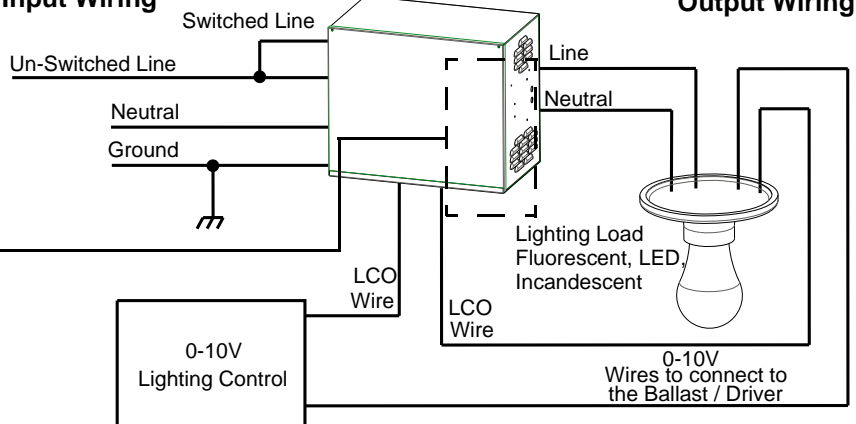 Input Wiring
Output Wiring
Switched Line
Un-Switched Line
Line
Neutral
Neutral
Ground
Lighting Load
Fluorescent, LED,
Incandescent
LCO
Wire
LCO
Wire
0-10V
Lighting Control
0-10V
Wires to connect to
the Ballast / Driver